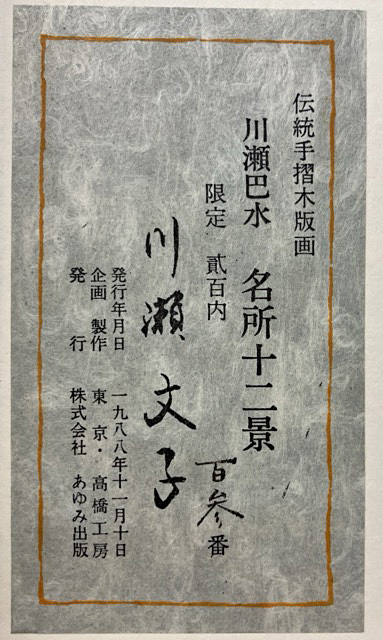 伝統手摺木版画
川瀬巴水 名所十二景
限定 貮百内 百参番
川瀬文子
発行年月日 一九八八年十一月十日
企画 製作 東京・高橋工房
発行 株式会社 あゆみ出版